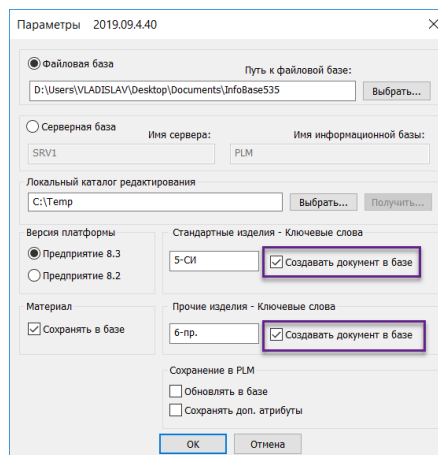 Параметры 2019.09.4.40
Файловая база
Путь к файловой базе:
D:\Users\VLADISLAV\Desktop\Documents\InfoBase535
Выбрать...
Серверная база
Имя сервера:
Имя информационной базы:
SRV1
PLM
Локальный каталог редактирования
C:\Temp
Выбрать...
Получить...
Версия платформы
Стандартные изделия - Ключевые слова
Предприятие 8.3
5-СИ
Создавать документ в базе
Предприятие 8.2
Материал
Прочие изделия - Ключевые слова
Сохранять в базе
6-пр.
Создавать документ в базе
Сохранение в PLM
Обновлять в базе
Сохранять доп. атрибуты
OK
Отмена